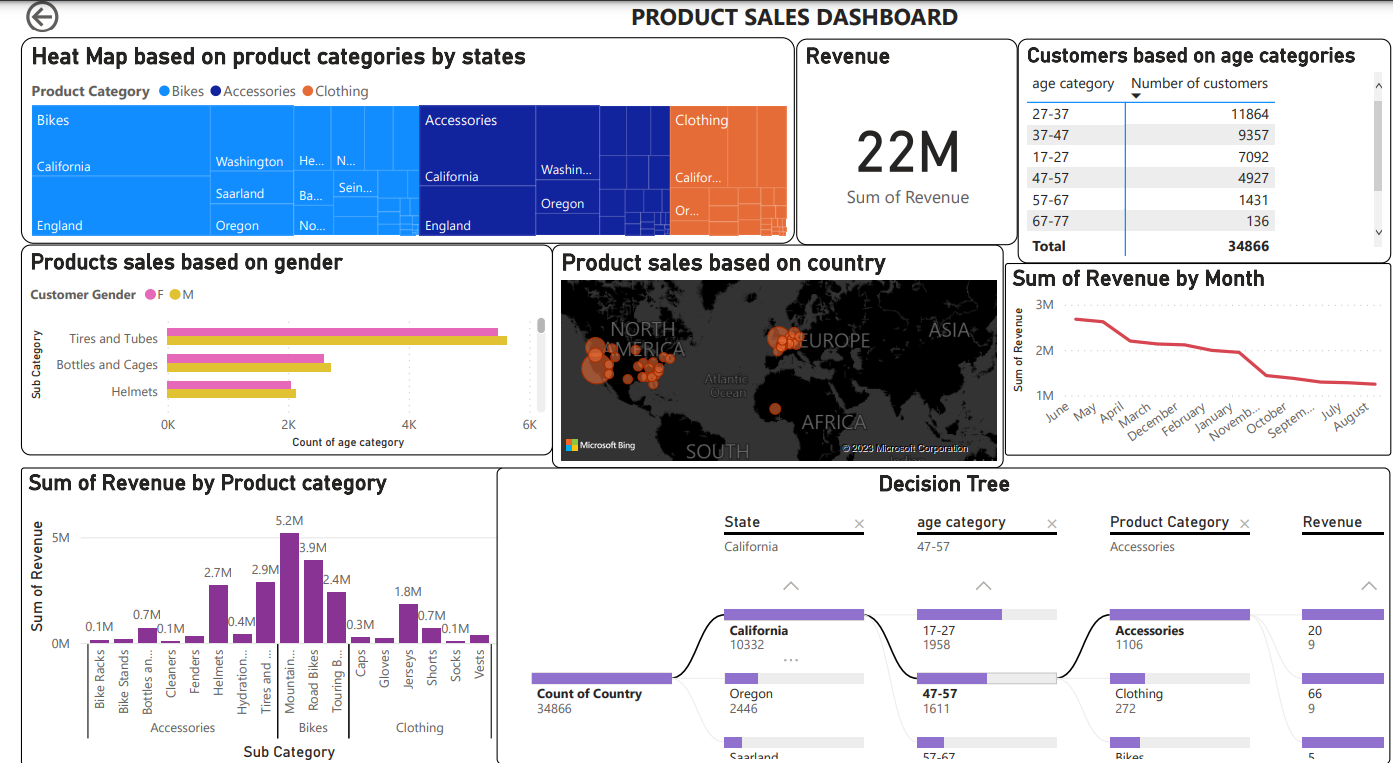 PRODUCT SALES DASHBOARD
Heat Map based on product categories by states
Product Category Bikes Accessories Clothing
Bikes
California
England
Washington
Saarland
Oregon
He...
Ba...
No...
N...
Sein...
Accessories
California
England
Washin...
Oregon
Clothing
Califor...
Or...
Revenue
22M
Sum of Revenue
Customers based on age categories
age category Number of customers
27-37 11864
37-47 9357
17-27 7092
47-57 4927
57-67 1431
67-77 136
Total 34866
Products sales based on gender
Customer Gender F M
Sub Category
Tires and Tubes
Bottles and Cages
Helmets
0K 2K 4K 6K
Count of age category
Product sales based on country
NORTH
AMERICA
EUROPE
ASIA
Atlantic
Ocean
AFRICA
SOUTH
Microsoft Bing
© 2023 Microsoft Corporation
Sum of Revenue by Month
Sum of Revenue
3M
2M
1M
June
May
April
March
December
February
January
Novemb...
October
Septem...
July
August
Sum of Revenue by Product category
Sum of Revenue
5M
0M
0.1M
0.7M
0.1M
2.7M
0.4M
2.9M
5.2M
3.9M
2.4M
0.3M
1.8M
0.7M
0.1M
Bike Racks
Bike Stands
Bottles an...
Cleaners
Fenders
Helmets
Hydration...
Tires and ...
Mountain...
Road Bikes
Touring B...
Caps
Gloves
Jerseys
Shorts
Socks
Vests
Accessories Bikes Clothing
Sub Category
Decision Tree
State
California
age category
47-57
Product Category
Accessories
Revenue
Count of Country
34866
California
10332
...
Oregon
2446
Saarland
17-27
1958
47-57
1611
57-67
Accessories
1106
Clothing
272
Bikes
20
9
66
9
5